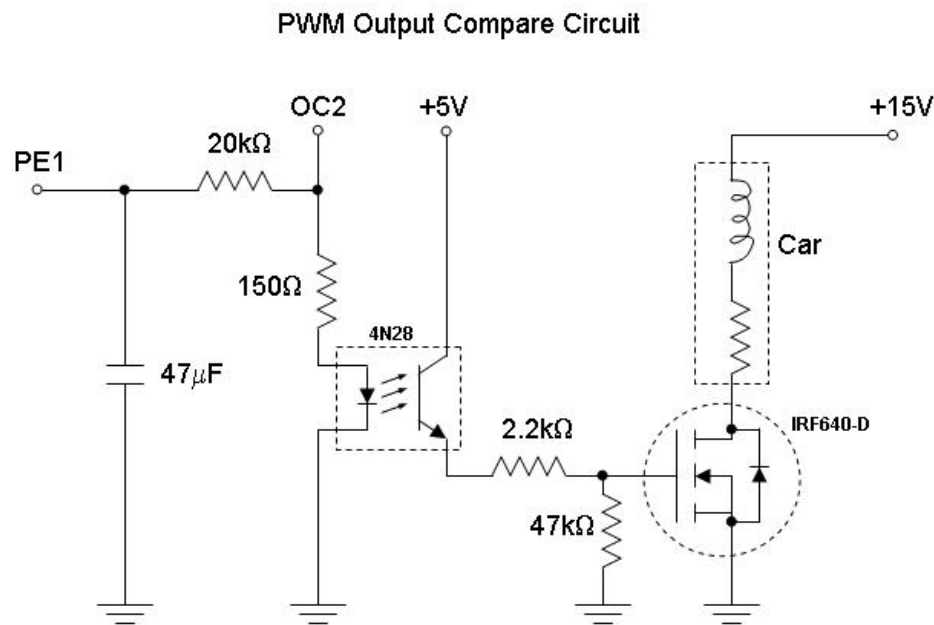 PWM Output Compare Circuit
OC2
+5V
+15V
20kΩ
PE1
Car
150Ω
4N28
47μF
IRF640-D
2.2kΩ
47kΩ